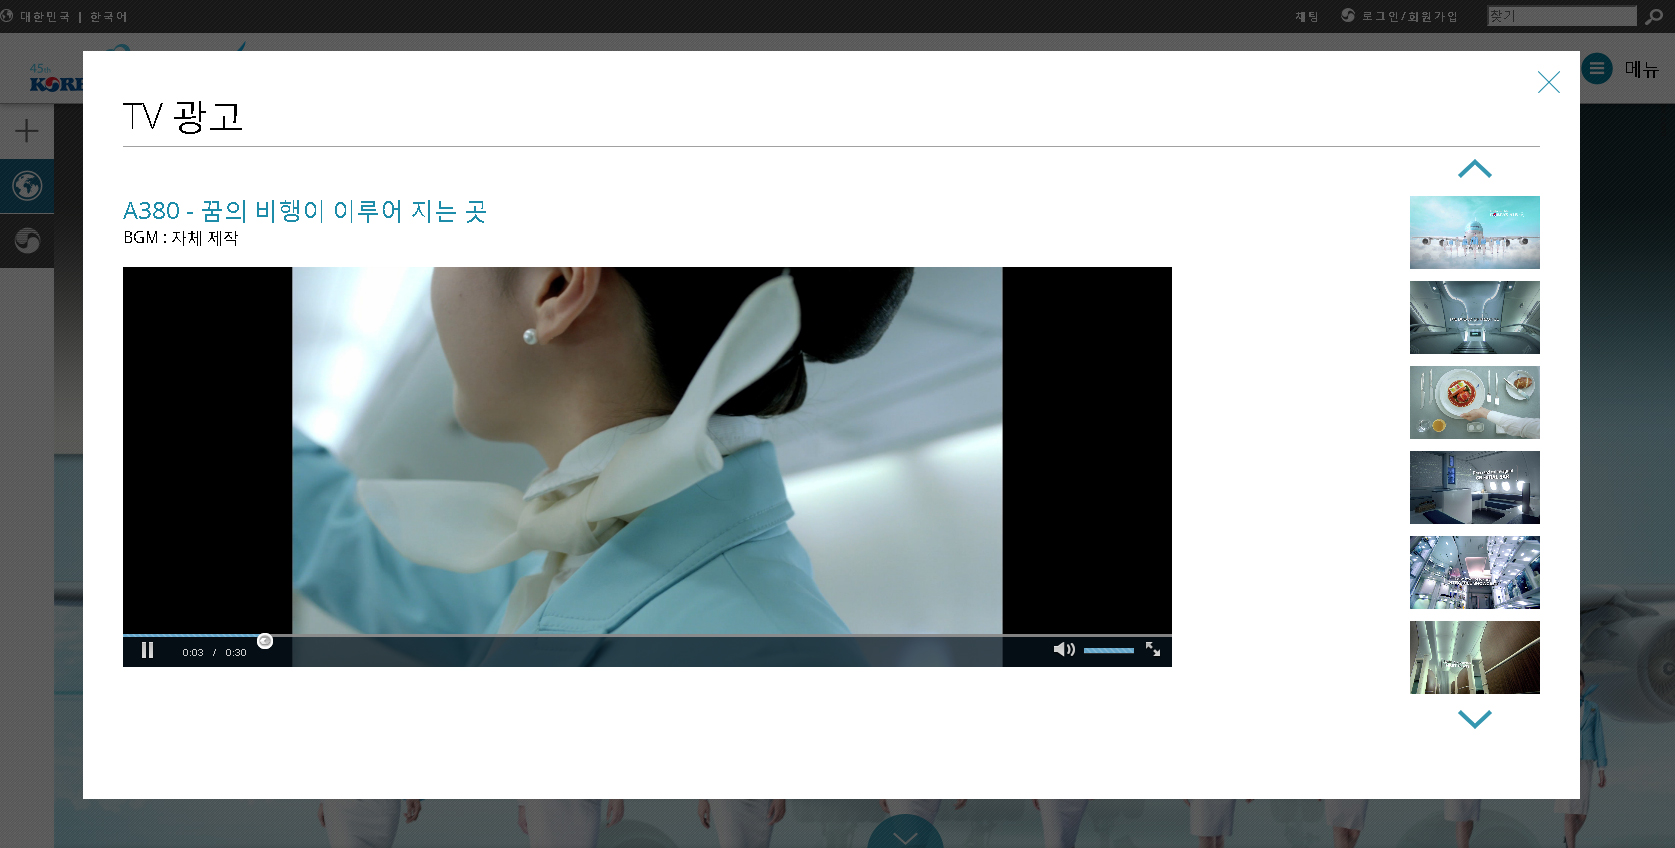 대한민국 | 한국어
채팅
로그인/회원가입
찾기
45th
메뉴
TV 광고
A380 - 꿈의 비행이 이루어 지는 곳
BGM : 자체 제작
0:03 / 0:30